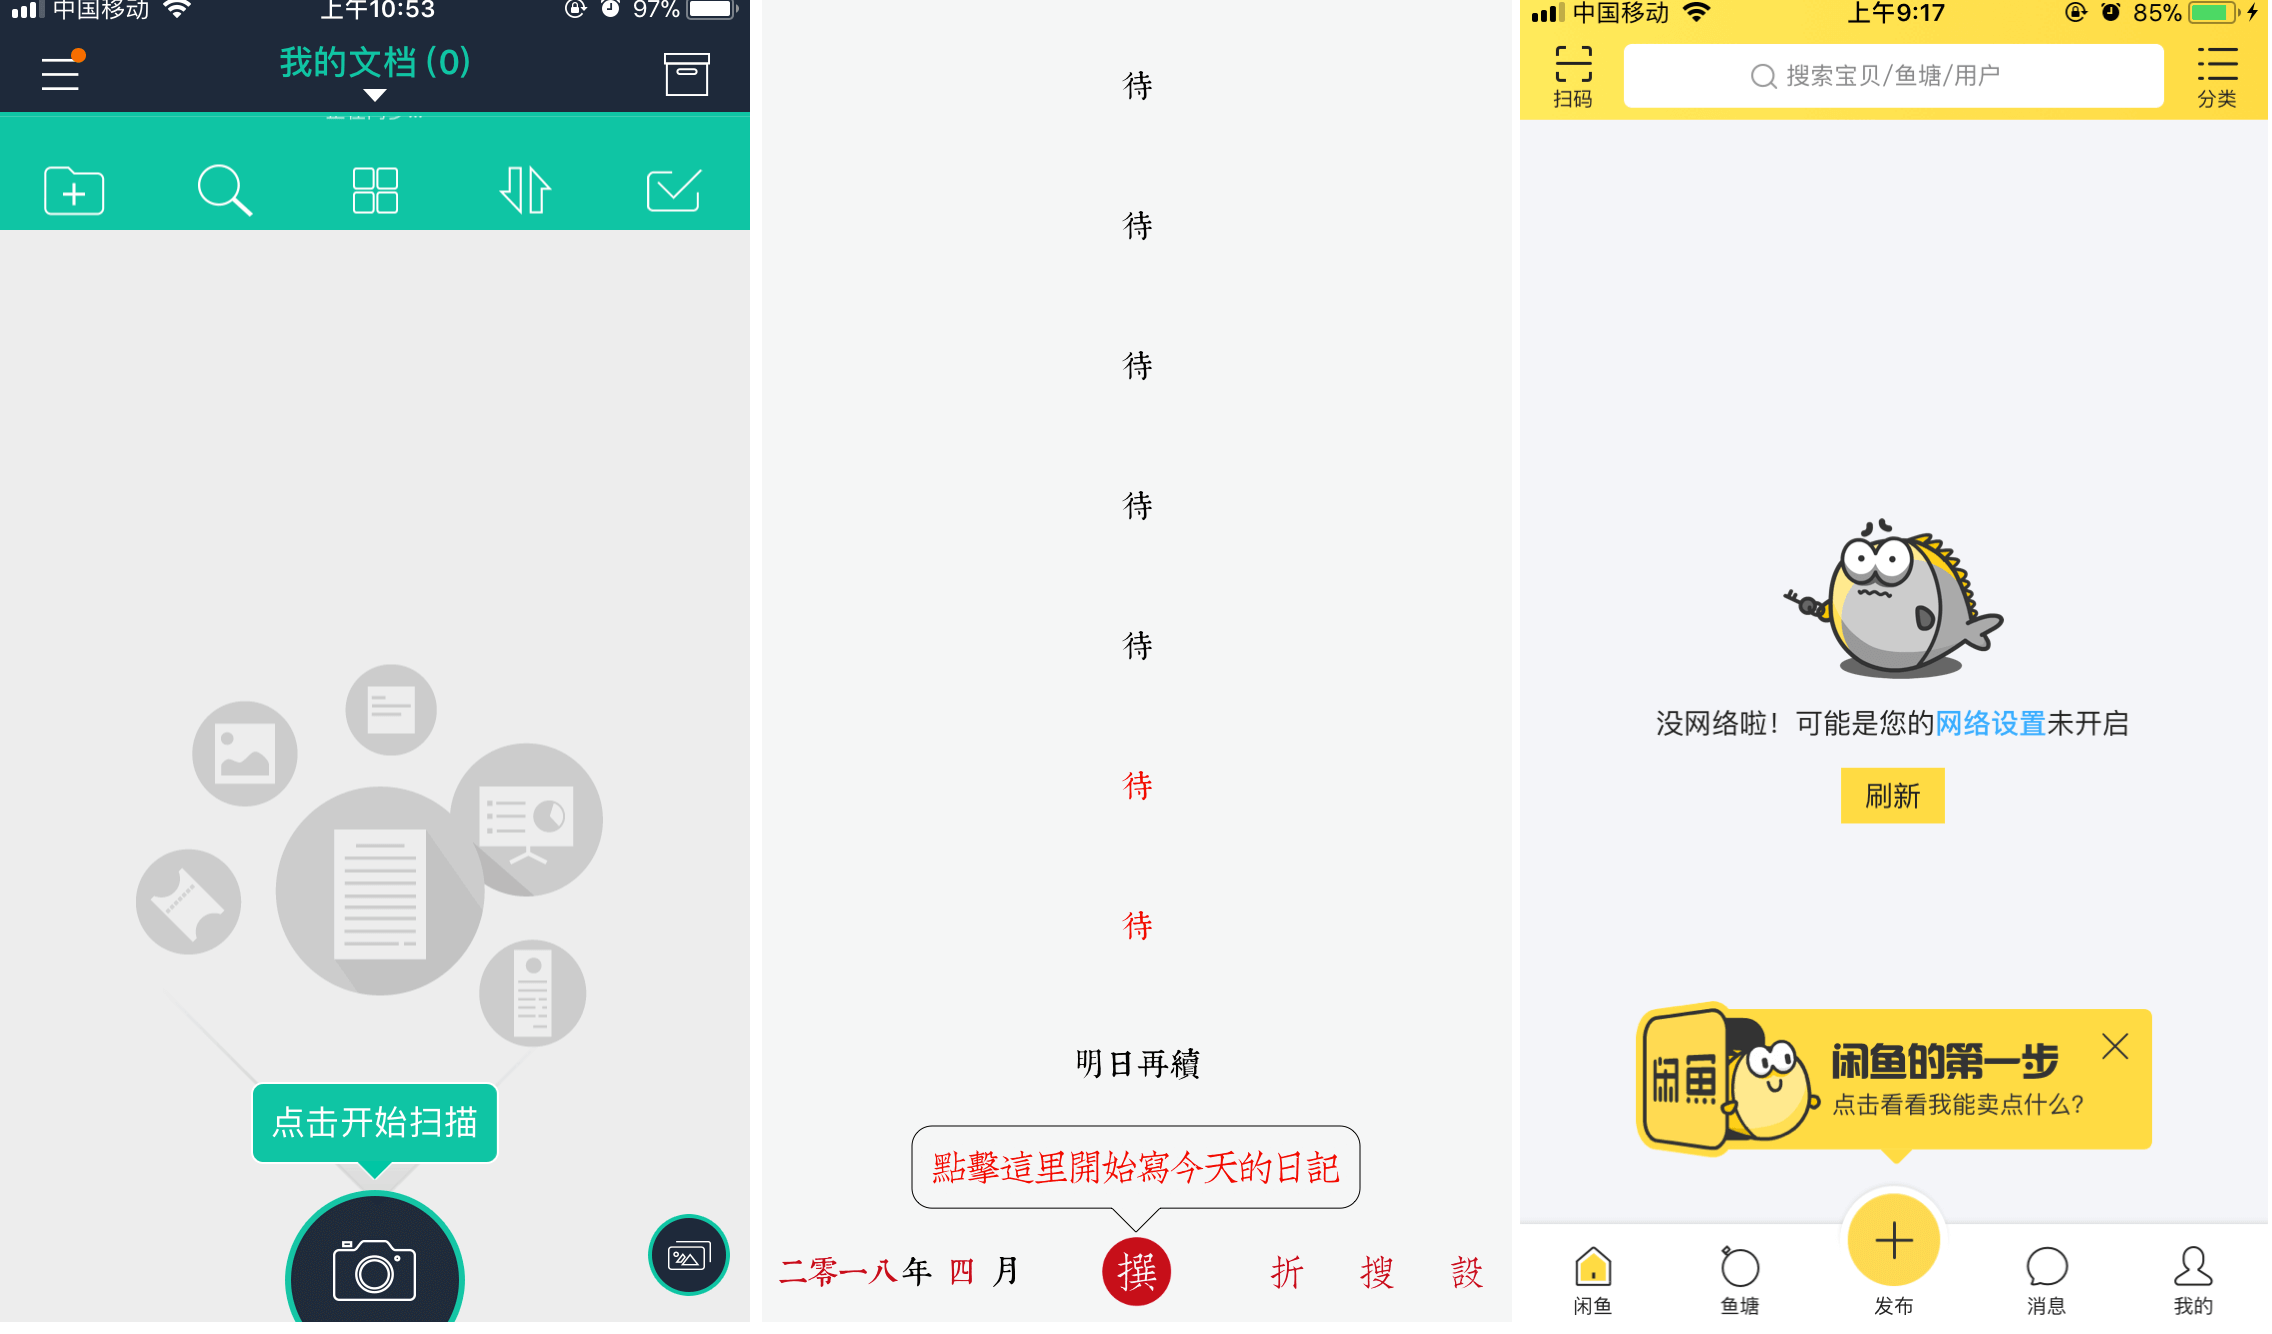 中国移动
上午10:53
97%
我的文档 (0)
点击开始扫描
待
待
待
待
待
待
待
明日再續
點擊這里開始寫今天的日記
二零一八年 四 月
撰
折 搜 設
中国移动
上午9:17
85%
扫码
搜索宝贝/鱼塘/用户
分类
没网络啦！可能是您的网络设置未开启
刷新
闲鱼
闲鱼的第一步
点击看看我能卖点什么?
闲鱼
鱼塘
发布
消息
我的